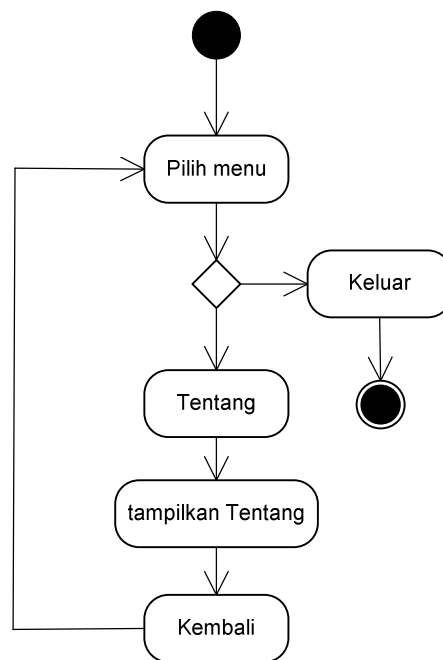 Pilih menu
Keluar
Tentang
tampilkan Tentang
Kembali